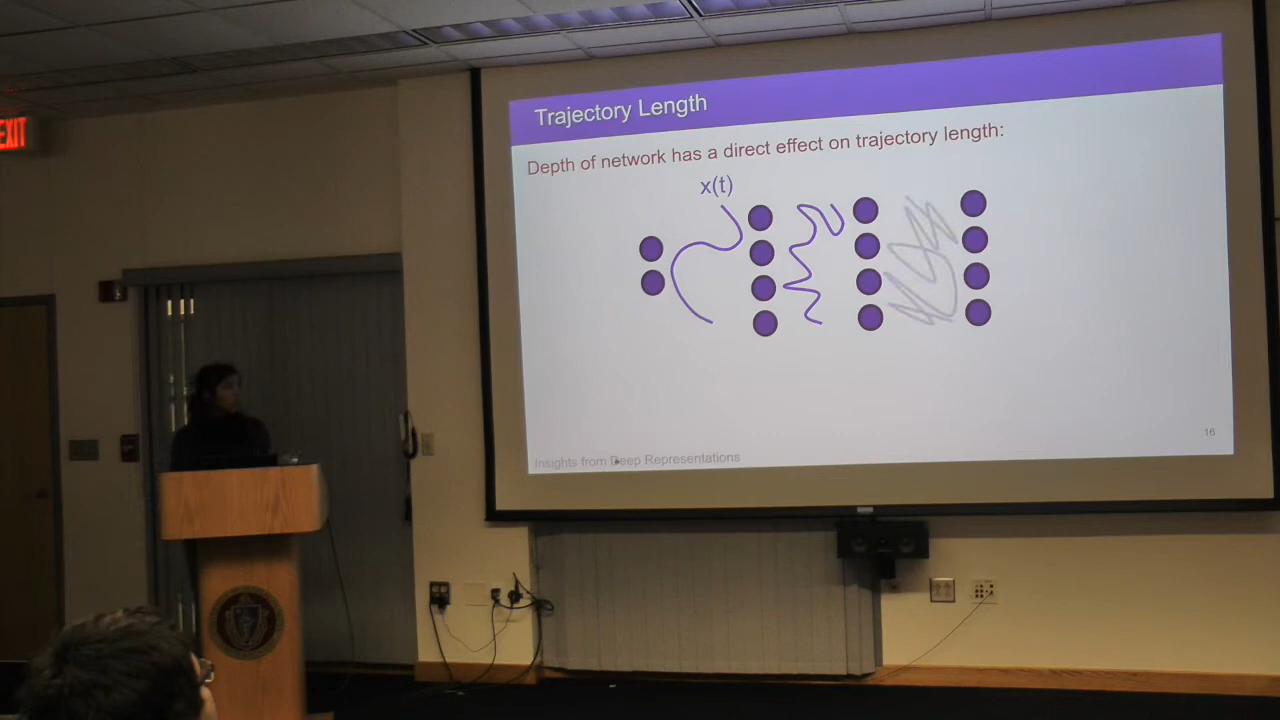 EXIT
Trajectory Length
Depth of network has a direct effect on trajectory length:
x(t)
16
Insights from Deep Representations